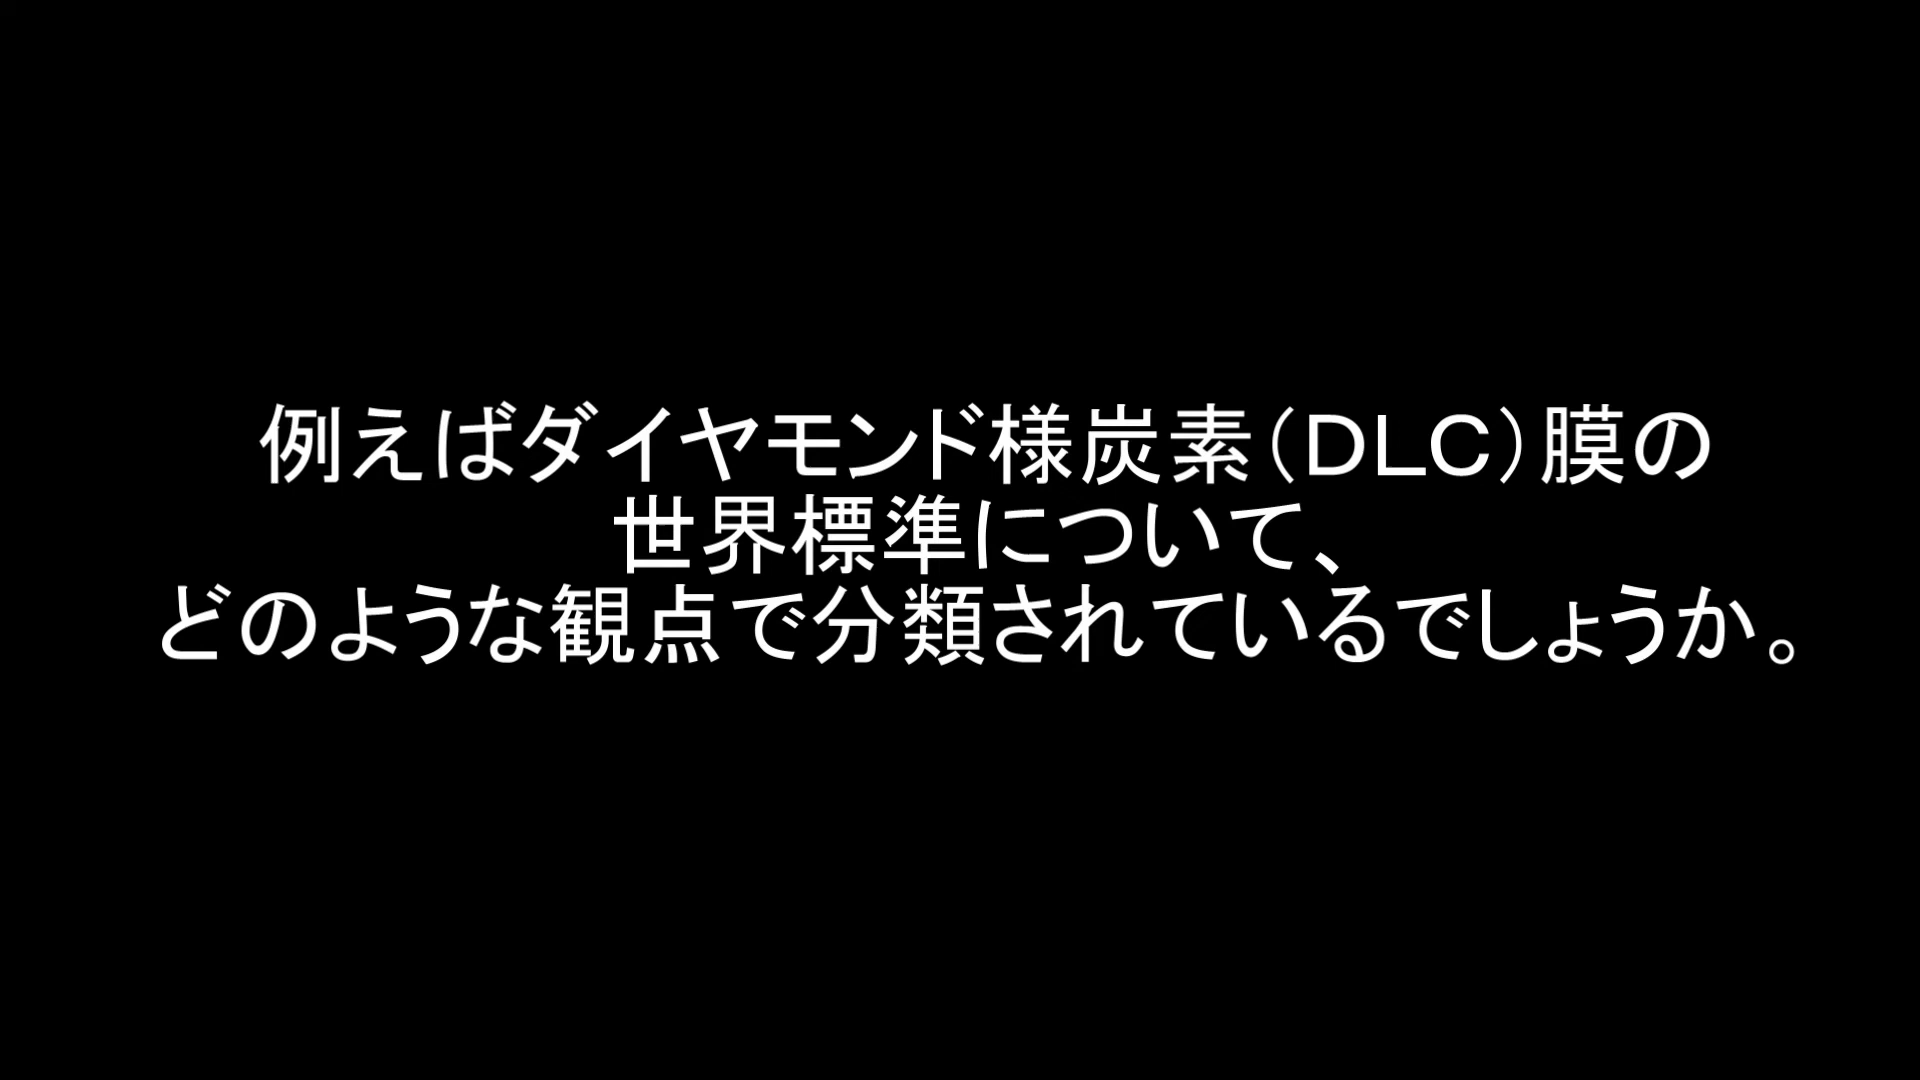 例えばダイヤモンド様炭素（DLC）膜の
世界標準について、
どのような観点で分類されているでしょうか。